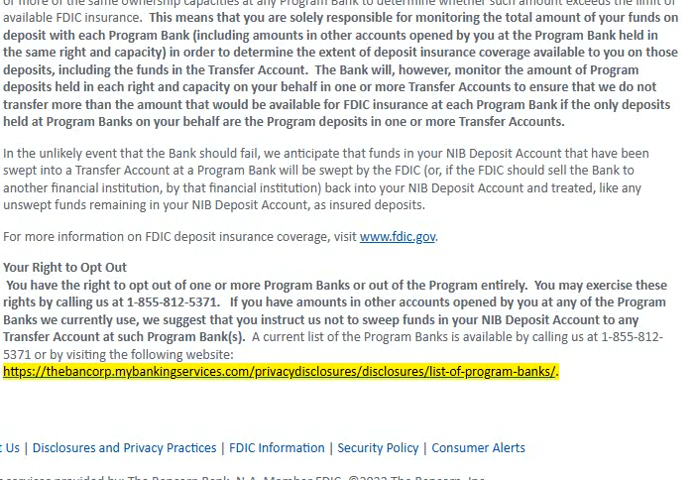 of more of the same ownership capacities at any Program Bank to determine whether such amount exceeds the limit of
available FDIC insurance.  This means that you are solely responsible for monitoring the total amount of your funds on
deposit with each Program Bank (including amounts in other accounts opened by you at the Program Bank held in
the same right and capacity) in order to determine the extent of deposit insurance coverage available to you on those
deposits, including the funds in the Transfer Account.  The Bank will, however, monitor the amount of Program
deposits held in each right and capacity on your behalf in one or more Transfer Accounts to ensure that we do not
transfer more than the amount that would be available for FDIC insurance at each Program Bank if the only deposits
held at Program Banks on your behalf are the Program deposits in one or more Transfer Accounts.
In the unlikely event that the Bank should fail, we anticipate that funds in your NIB Deposit Account that have been
swept into a Transfer Account at a Program Bank will be swept by the FDIC (or, if the FDIC should sell the Bank to
another financial institution, by that financial institution) back into your NIB Deposit Account and treated, like any
unswept funds remaining in your NIB Deposit Account, as insured deposits.
For more information on FDIC deposit insurance coverage, visit www.fdic.gov.
Your Right to Opt Out
You have the right to opt out of one or more Program Banks or out of the Program entirely.  You may exercise these
rights by calling us at 1-855-812-5371.   If you have amounts in other accounts opened by you at any of the Program
Banks we currently use, we suggest that you instruct us not to sweep funds in your NIB Deposit Account to any
Transfer Account at such Program Bank(s).  A current list of the Program Banks is available by calling us at 1-855-812-
5371 or by visiting the following website:
https://thebancorp.mybankingservices.com/privacydisclosures/disclosures/list-of-program-banks/.
t Us | Disclosures and Privacy Practices | FDIC Information | Security Policy | Consumer Alerts
services provided by: The Bancorp Bank, N.A. Member FDIC. ©2022 The Bancorp, Inc.